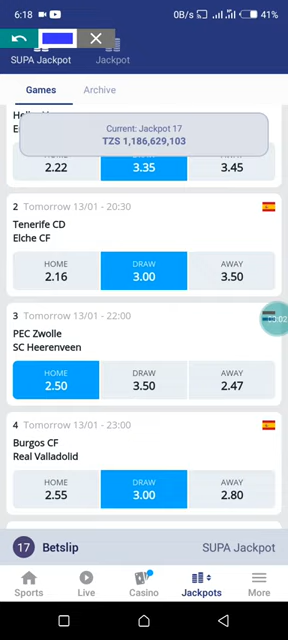 6:18
0B/s
41%
SUPA Jackpot
Jackpot
Games
Archive
Current: Jackpot 17
TZS 1,186,629,103
2.22
3.35
3.45
2 Tomorrow 13/01 - 20:30
Tenerife CD
Elche CF
HOME
DRAW
AWAY
2.16
3.00
3.50
3 Tomorrow 13/01 - 22:00
PEC Zwolle
SC Heerenveen
HOME
DRAW
AWAY
2.50
3.50
2.47
4 Tomorrow 13/01 - 23:00
Burgos CF
Real Valladolid
HOME
DRAW
AWAY
2.55
3.00
2.80
17 Betslip
SUPA Jackpot
Sports
Live
Casino
Jackpots
More